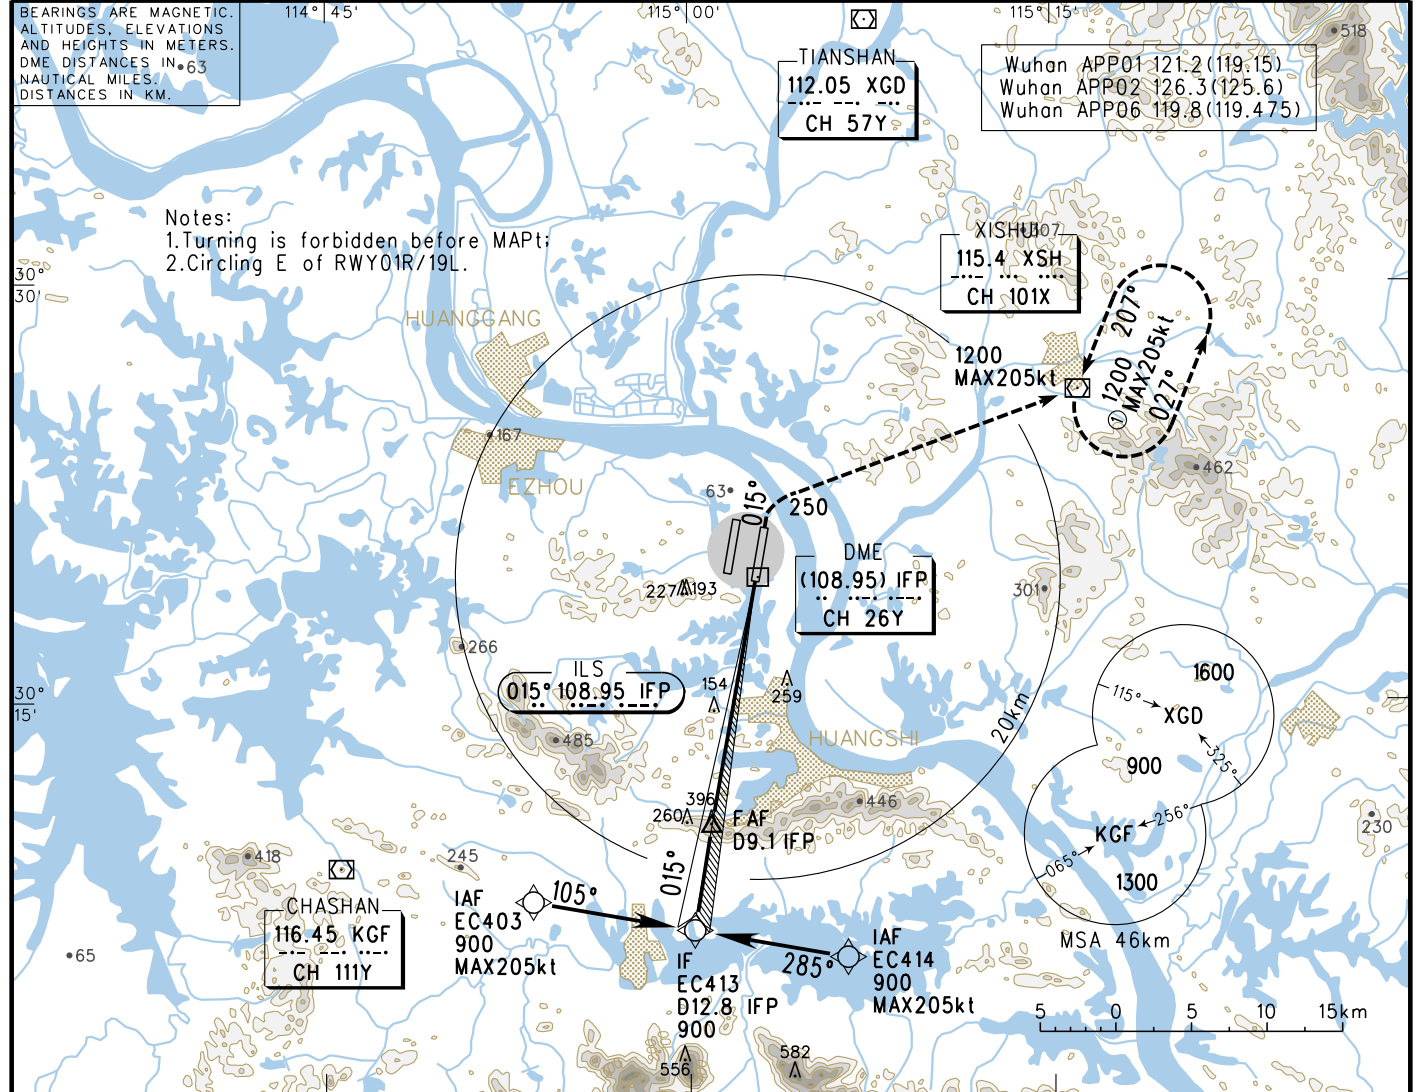 BEARINGS ARE MAGNETIC.
ALTITUDES, ELEVATIONS
AND HEIGHTS IN METERS.
DME DISTANCES IN
NAUTICAL MILES.
DISTANCES IN KM.
63
114° 45'
115° 00'
115° 15'
518
TIANSHAN
112.05 XGD
CH 57Y
Wuhan APP01 121.2(119.15)
Wuhan APP02 126.3(125.6)
Wuhan APP06 119.8(119.475)
Notes:
1.Turning is forbidden before MAPt;
2.Circling E of RWY01R/19L.
XISHUI
307
115.4 XSH
CH 101X
30°
30'
HUANGGANG
1200
MAX205kt
207°
① 1200
MAX205kt
027°
167
EZHOU
462
63
015°
250
DME
(108.95) IFP
CH 26Y
227
193
301
266
ILS
015° 108.95 IFP
154
259
30°
15'
485
HUANGSHI
20km
1600
115°
XGD
325°
900
256°
KGF
065°
1300
MSA 46km
446
230
396
260
FAF
D9.1 IFP
015°
418
245
CHASHAN
116.45 KGF
CH 111Y
65
IAF
EC403
900
MAX205kt
105°
IF
EC413
D12.8 IFP
900
285°
IAF
EC414
900
MAX205kt
5 0 5 10 15km
556
582